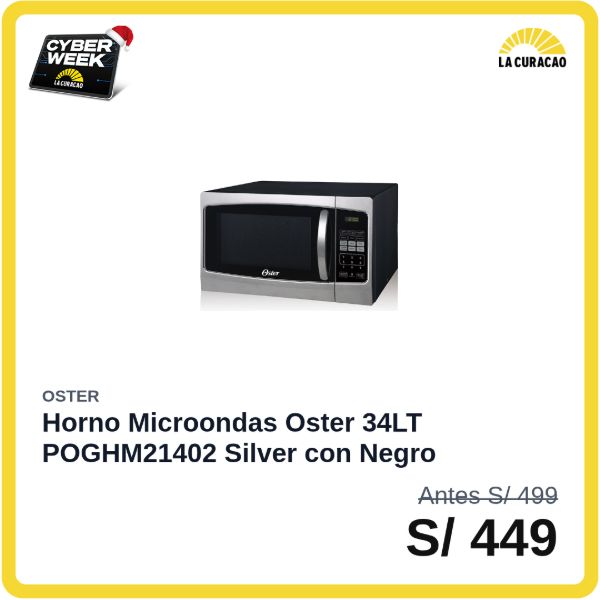 CYBER
WEEK
LA CURACAO
LA CURACAO
Oster
OSTER
Horno Microondas Oster 34LT
POGHM21402 Silver con Negro
Antes S/ 499
S/ 449